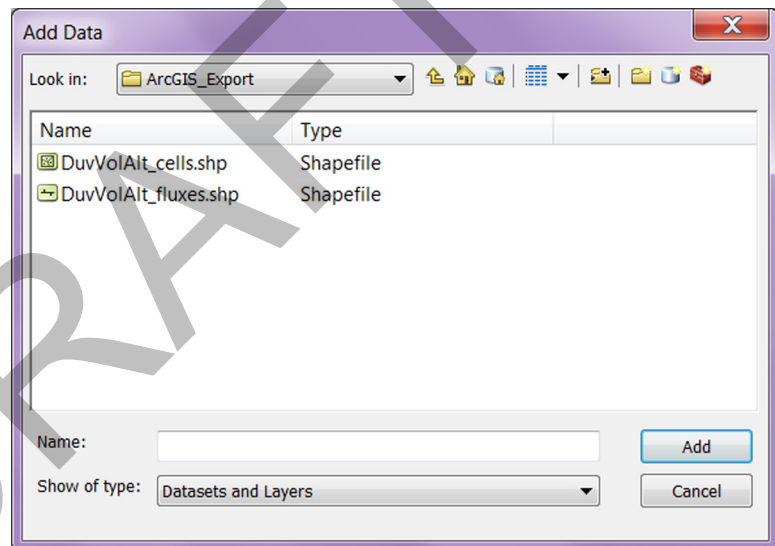 Add Data
Look in: ArcGIS_Export
Name Type
DuvVolAlt_cells.shp Shapefile
DuvVolAlt_fluxes.shp Shapefile
Name: Add
Show of type: Datasets and Layers Cancel
DRAFT